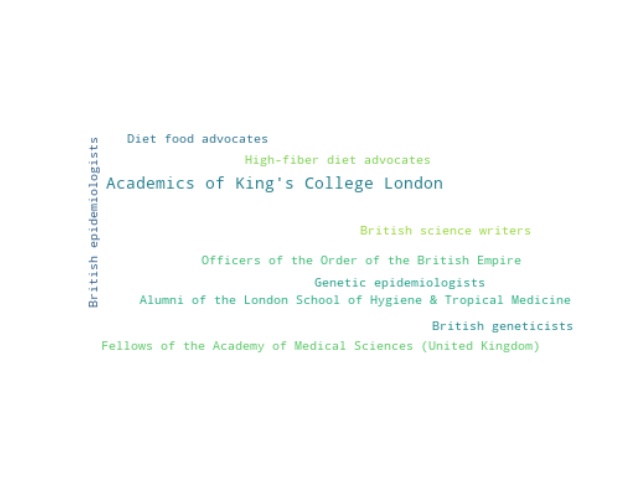 Diet food advocates
High-fiber diet advocates
British epidemiologists
Academics of King's College London
British science writers
Officers of the Order of the British Empire
Genetic epidemiologists
Alumni of the London School of Hygiene & Tropical Medicine
British geneticists
Fellows of the Academy of Medical Sciences (United Kingdom)